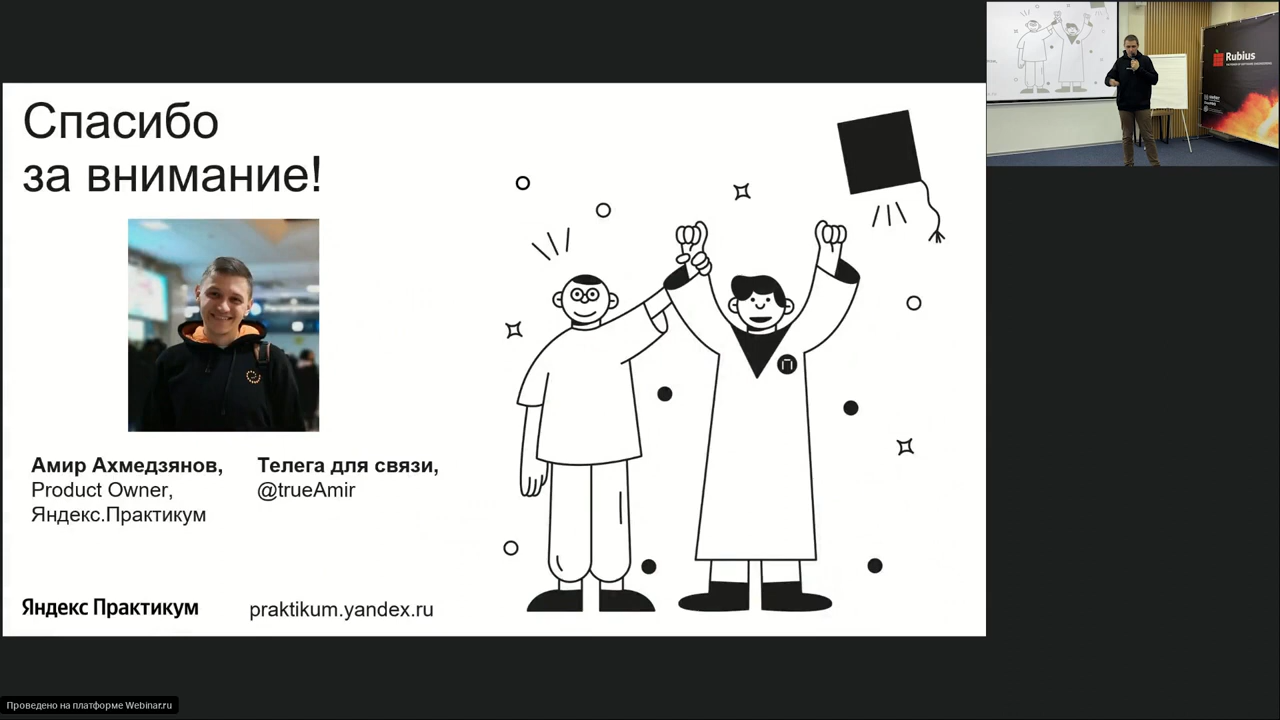 Спасибо
за внимание!
Амир Ахмедзянов,
Product Owner,
Яндекс.Практикум
Телега для связи,
@trueAmir
Яндекс Практикум
praktikum.yandex.ru
Rubius
Проведено на платформе Webinar.ru